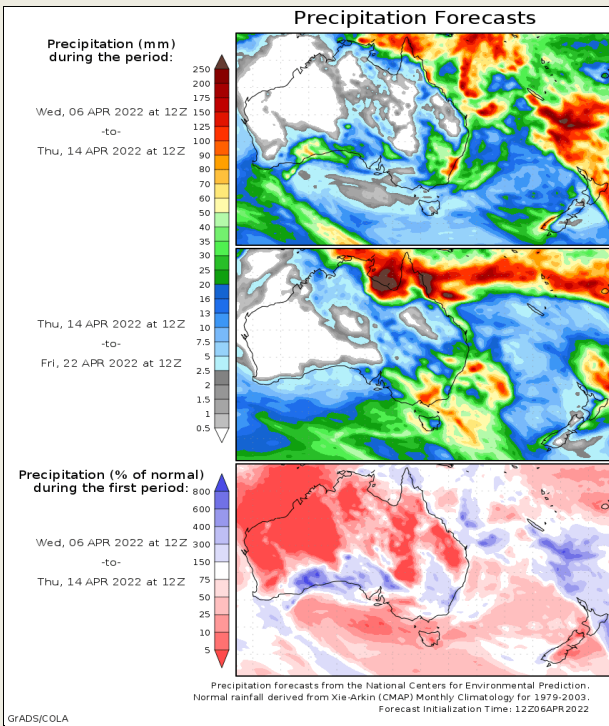 Precipitation Forecasts
Precipitation (mm)
during the period:
Wed, 06 APR 2022 at 12Z
-to-
Thu, 14 APR 2022 at 12Z
250
200
175
150
125
100
90
80
70
60
50
40
35
30
25
20
16
13
10
7.5
5
2.5
2
1.5
1
0.5
Thu, 14 APR 2022 at 12Z
-to-
Fri, 22 APR 2022 at 12Z
Precipitation (% of normal)
during the first period:
Wed, 06 APR 2022 at 12Z
-to-
Thu, 14 APR 2022 at 12Z
800
600
400
300
150
75
50
25
10
5
Precipitation forecasts from the National Centers for Environmental Prediction.
Normal rainfall derived from Xie-Arkin (CMAP) Monthly Climatology for 1979-2003.
Forecast Initialization Time: 12Z06APR2022
GrADS/COLA